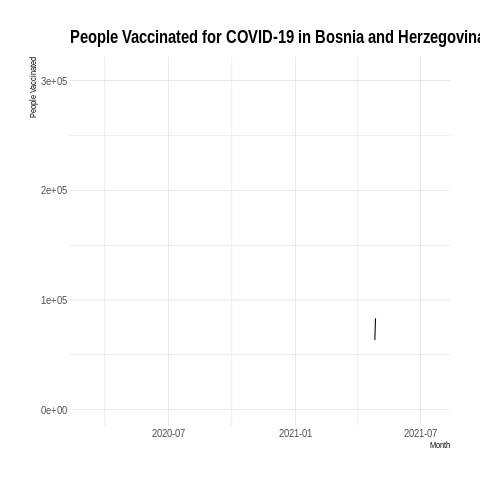 People Vaccinated for COVID-19 in Bosnia and Herzegovina
People Vaccinated
3e+05
2e+05
1e+05
0e+00
2020-07 2021-01 2021-07
Month